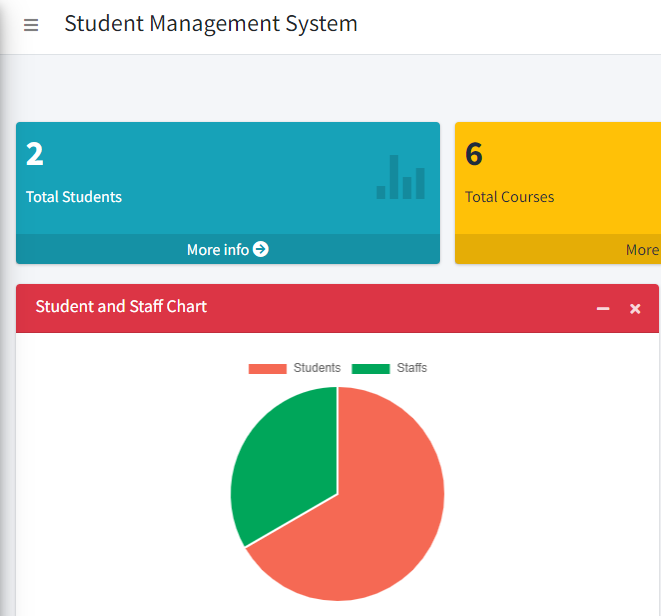 Student Management System
2
Total Students
More info
6
Total Courses
More
Student and Staff Chart
Students
Staffs